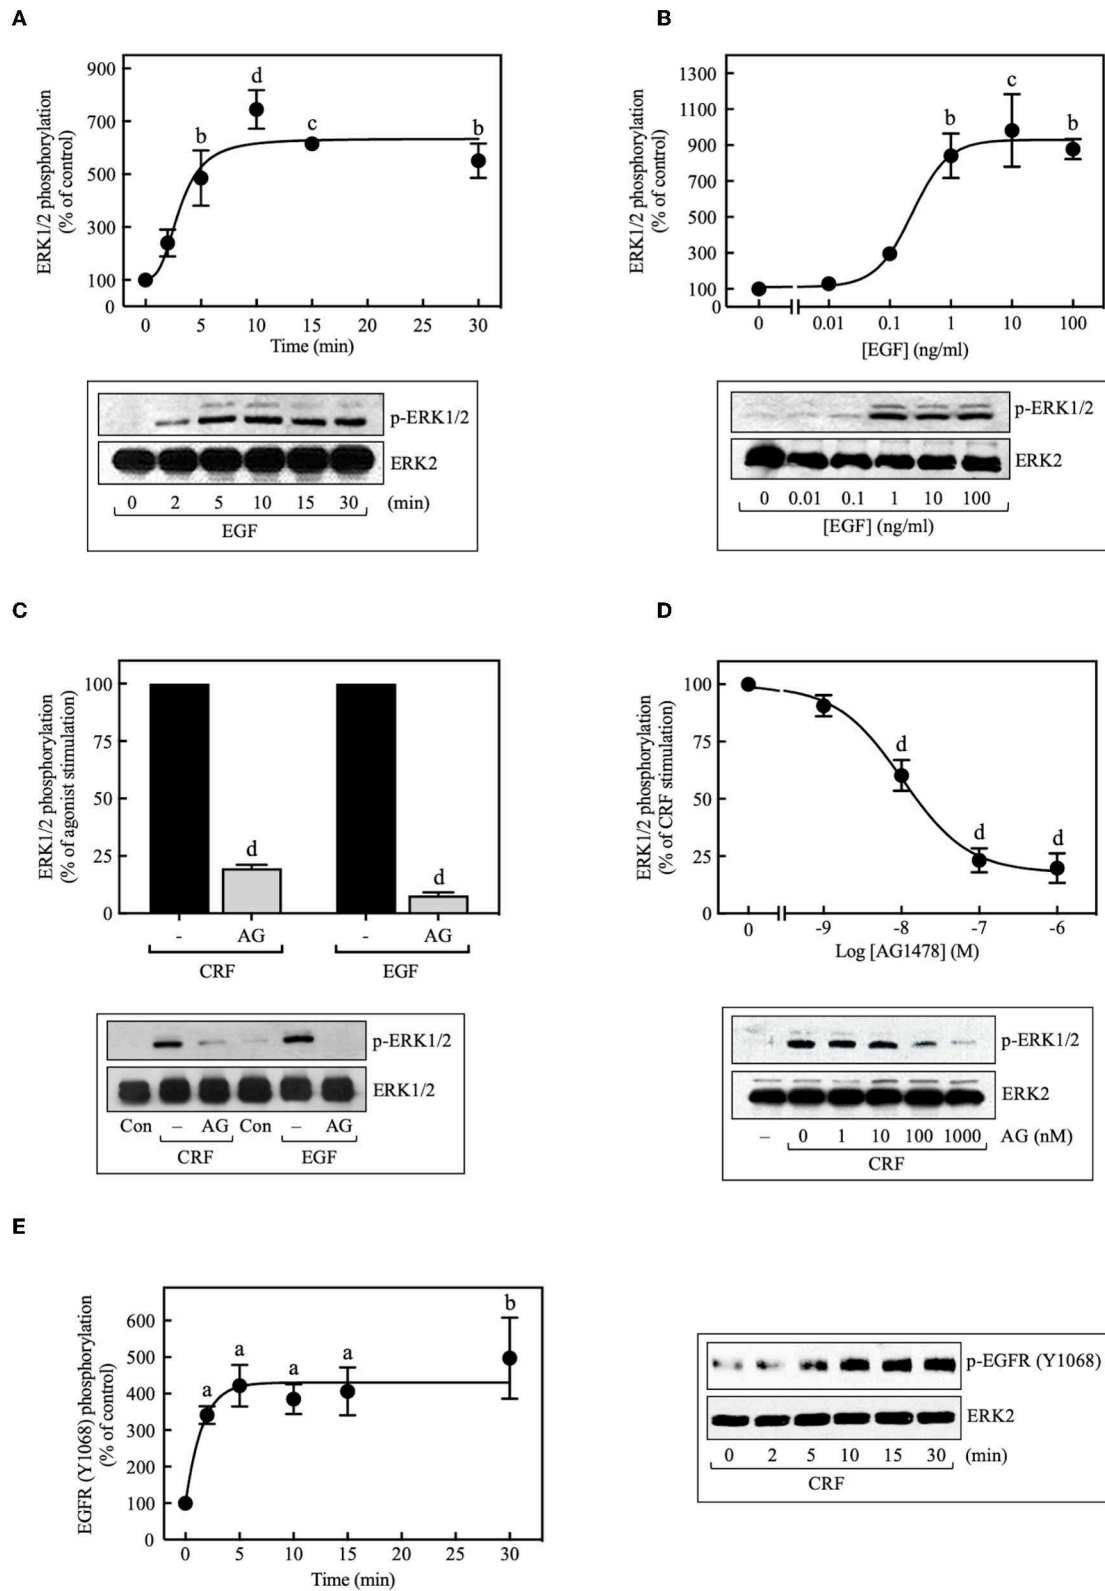 A
ERK1/2 phosphorylation
(% of control)
900
700
500
300
100
0
b
d
c
b
0 5 10 15 20 25 30
Time (min)
p-ERK1/2
ERK2
0 2 5 10 15 30 (min)
EGF
B
ERK1/2 phosphorylation
(% of control)
1300
1100
900
700
500
300
100
0
b
c
b
0 0.01 0.1 1 10 100
[EGF] (ng/ml)
p-ERK1/2
ERK2
0 0.01 0.1 1 10 100
[EGF] (ng/ml)
C
ERK1/2 phosphorylation
(% of agonist stimulation)
100
75
50
25
0
d
d
- AG - AG
CRF EGF
p-ERK1/2
ERK1/2
Con – AG Con – AG
CRF EGF
D
ERK1/2 phosphorylation
(% of CRF stimulation)
100
75
50
25
0
d
d
d
0 -9 -8 -7 -6
Log [AG1478] (M)
p-ERK1/2
ERK2
– 0 1 10 100 1000 AG (nM)
CRF
E
EGFR (Y1068) phosphorylation
(% of control)
600
500
400
300
200
100
0
a
a
a
a
b
0 5 10 15 20 25 30
Time (min)
p-EGFR (Y1068)
ERK2
0 2 5 10 15 30 (min)
CRF